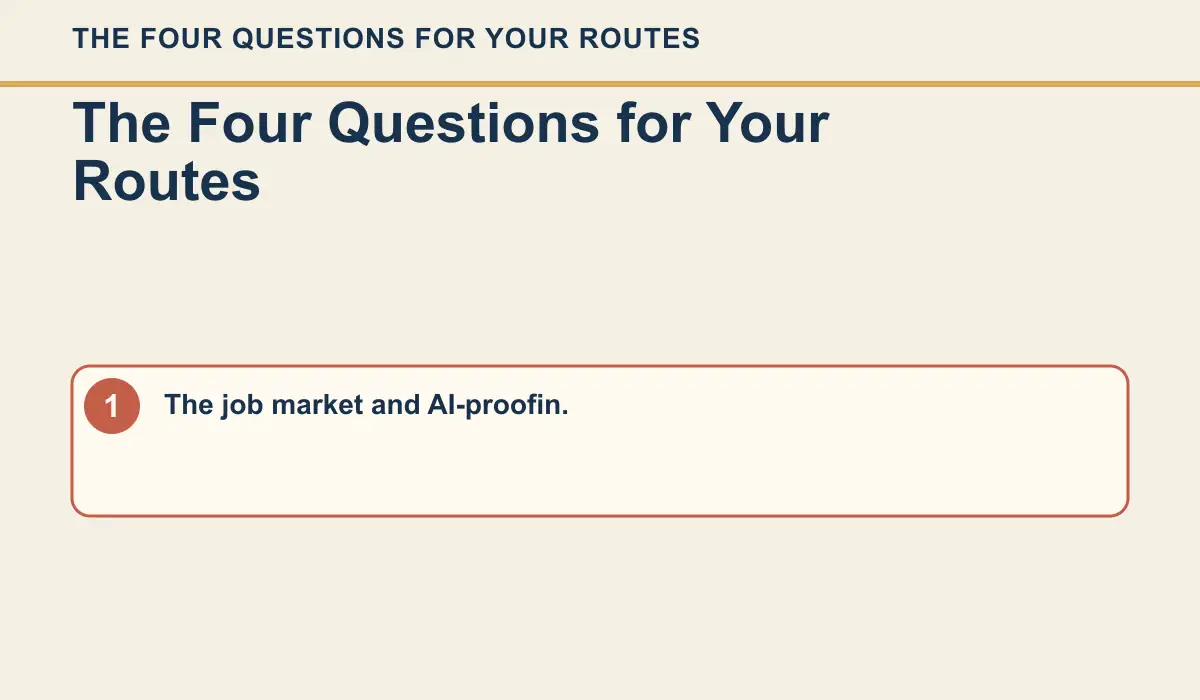 THE FOUR QUESTIONS FOR YOUR ROUTES
The Four Questions for Your
Routes
1
The job market and AI-proofin.